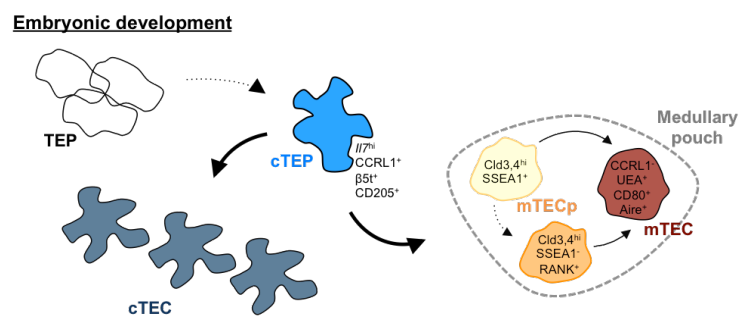 Embryonic development
TEP
cTEP
Il7hi
CCRL1+
β5t+
CD205+
cTEC
Medullary
pouch
Cld3,4hi
SSEA1+
mTECp
Cld3,4hi
SSEA1-
RANK+
CCRL1-
UEA+
CD80+
Aire+
mTEC